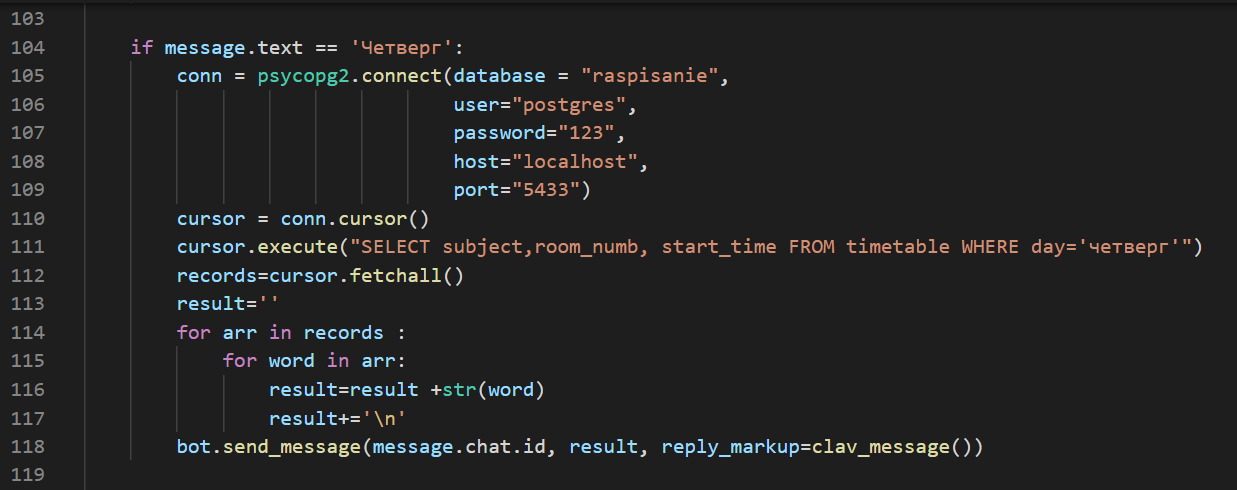 103
104 if message.text == 'Четверг':
105 conn = psycopg2.connect(database = "raspisanie",
106 user="postgres",
107 password="123",
108 host="localhost",
109 port="5433")
110 cursor = conn.cursor()
111 cursor.execute("SELECT subject,room_numb, start_time FROM timetable WHERE day='четверг'")
112 records=cursor.fetchall()
113 result=''
114 for arr in records :
115 for word in arr:
116 result=result +str(word)
117 result+='\n'
118 bot.send_message(message.chat.id, result, reply_markup=clav_message())
119